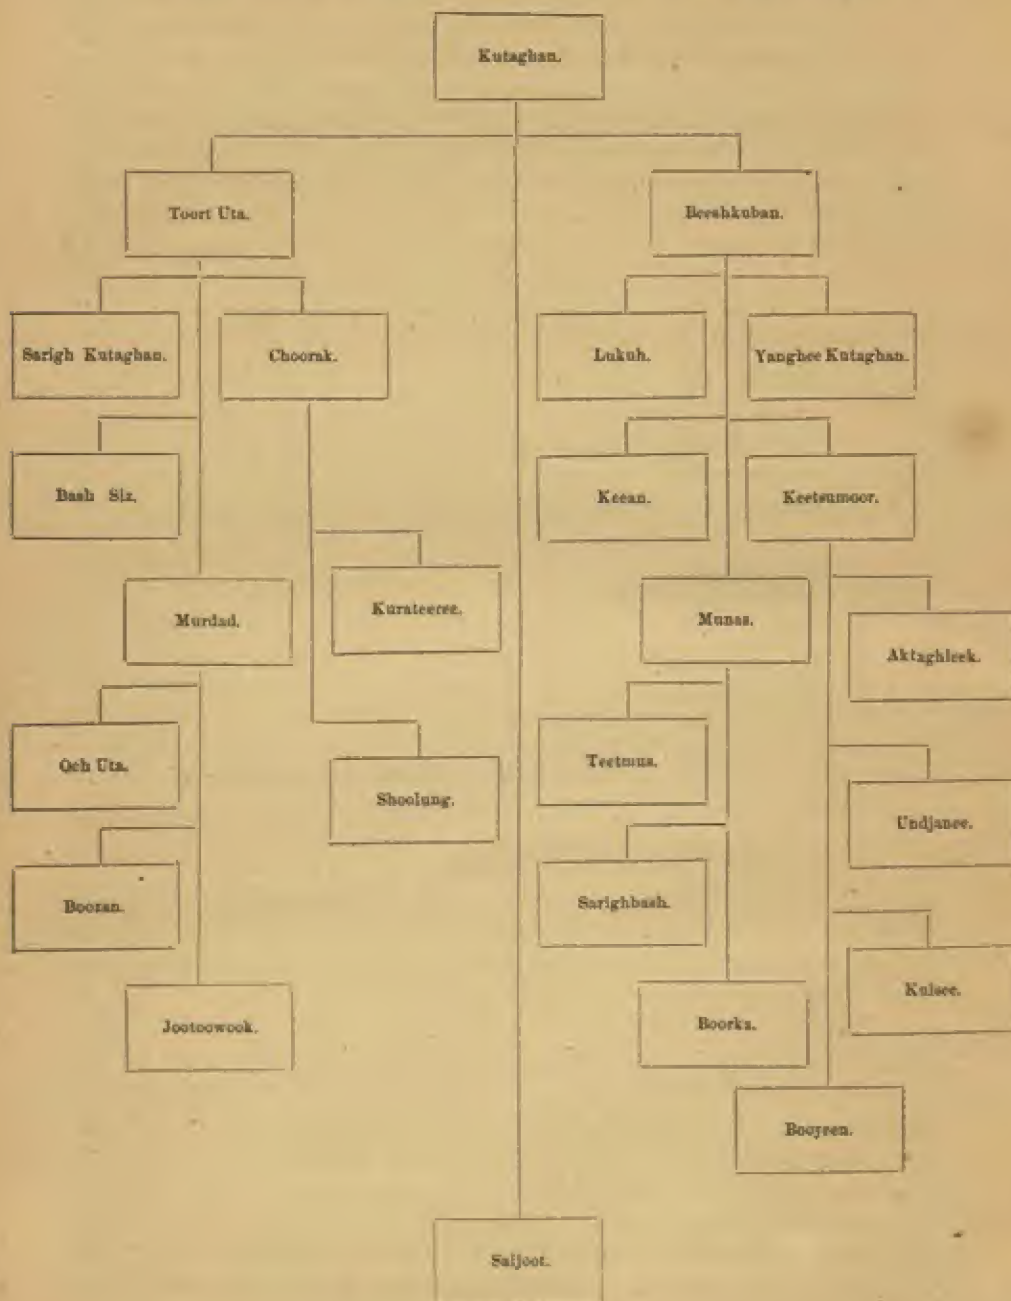 Kutaghan.
Toort Uta.
Beeshkuban.
Sarigh Kutaghan.
Choorak.
Lukuh.
Yanghee Kutaghan.
Bash Siz.
Keean.
Keetsumoor.
Murdad.
Kurateeree.
Munas.
Aktaghleek.
Och Uta.
Shoolung.
Teetmus.
Undjanee.
Booran.
Sarighbash.
Kulsee.
Jootoowook.
Boorka.
Booyeen.
Saljoot.